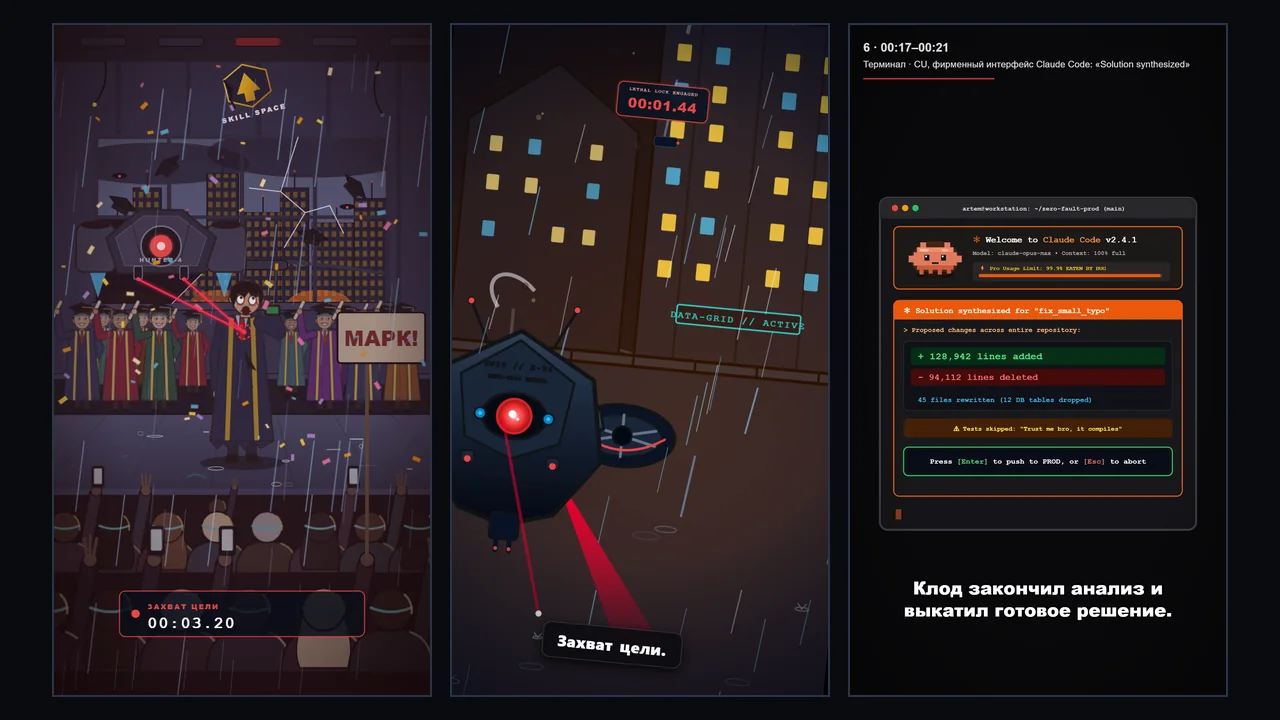 SKILL SPACE
HUNTER-4
МАРК!
ЗАХВАТ ЦЕЛИ
00:03.20
LETHAL LOCK ENGAGED
00:01.44
DATA-GRID // ACTIVE
Захват цели.
6 · 00:17–00:21
Терминал · CU, фирменный интерфейс Claude Code: «Solution synthesized»
artem@workstation: ~/zero-fault-prod (main)
✻ Welcome to Claude Code v2.4.1
Model: claude-opus-max • Context: 100% full
Pro Usage Limit: 99.9% EATEN BY BUG
✻ Solution synthesized for "fix_small_typo"
> Proposed changes across entire repository:
+ 128,942 lines added
- 94,112 lines deleted
45 files rewritten (12 DB tables dropped)
⚠ Tests skipped: "Trust me bro, it compiles"
Press [Enter] to push to PROD, or [Esc] to abort
Клод закончил анализ и
выкатил готовое решение.